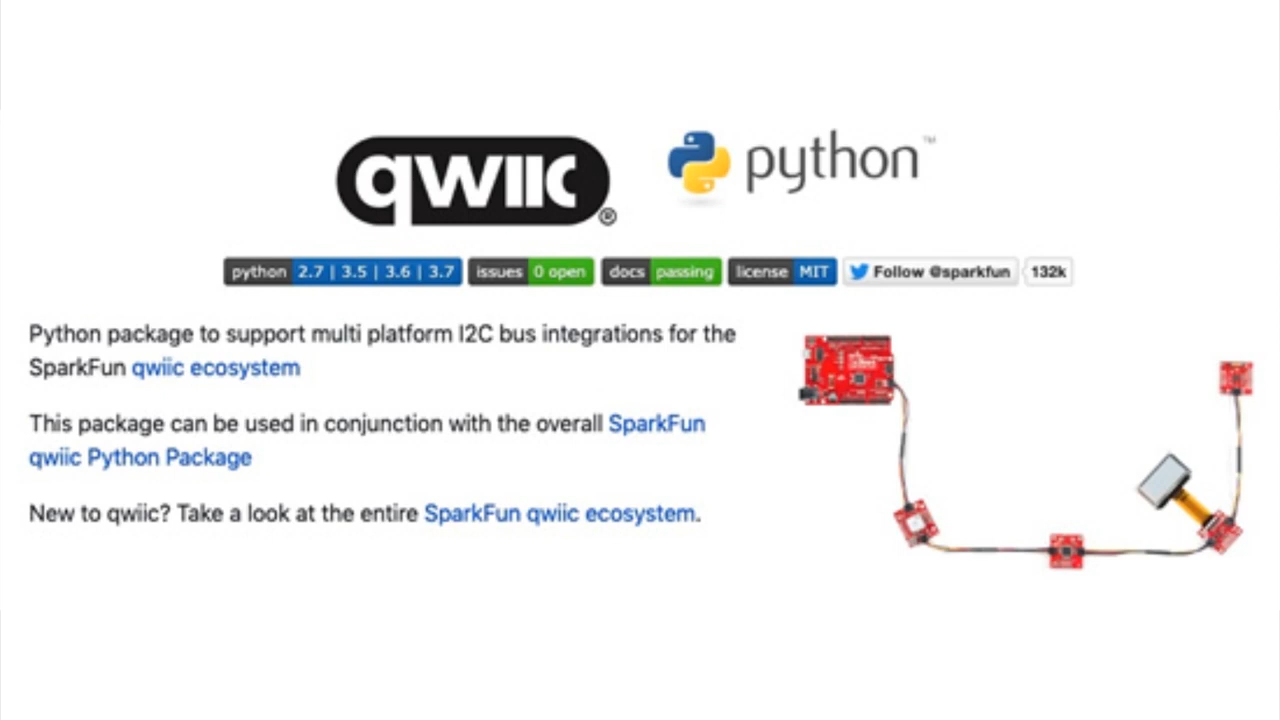 qwiic®
python™
python 2.7 | 3.5 | 3.6 | 3.7 issues 0 open docs passing license MIT Follow @sparkfun 132k
Python package to support multi platform I2C bus integrations for the
SparkFun qwiic ecosystem
This package can be used in conjunction with the overall SparkFun
qwiic Python Package
New to qwiic? Take a look at the entire SparkFun qwiic ecosystem.